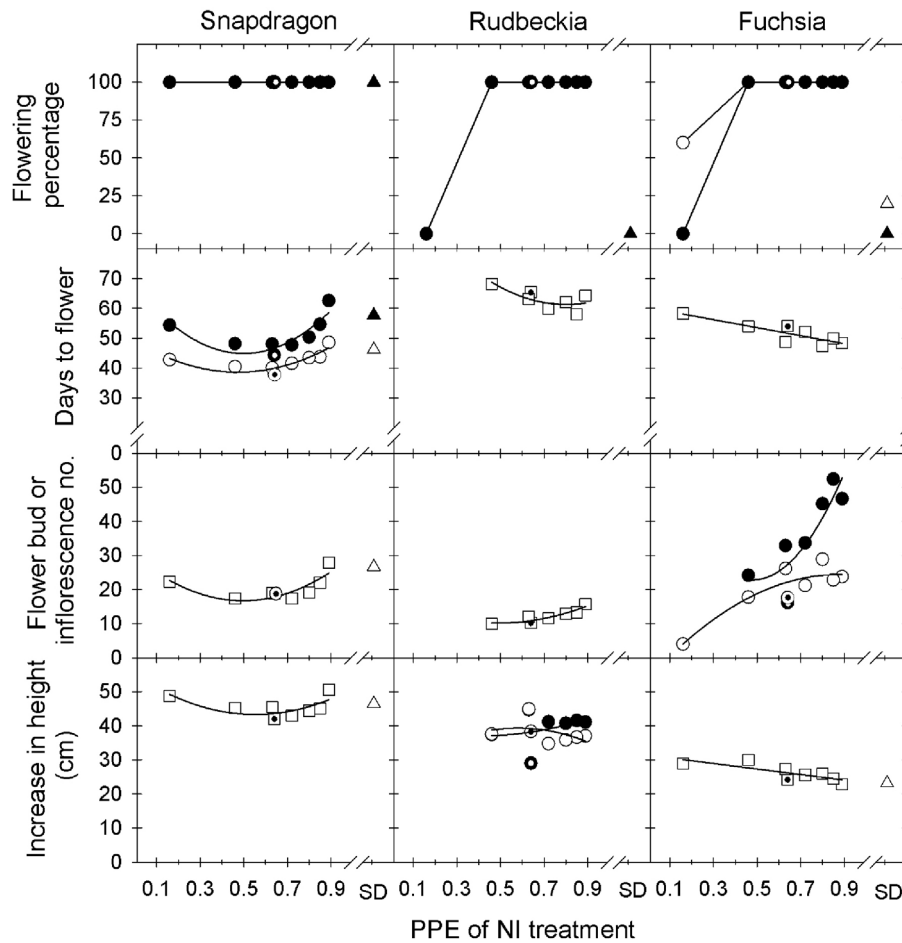 Snapdragon Rudbeckia Fuchsia
Flowering
percentage
100
75
50
25
0
Days to flower
70
60
50
40
30
0
Flower bud or
inflorescence no.
50
40
30
20
10
0
Increase in height
(cm)
50
40
30
20
10
0
0.1 0.3 0.5 0.7 0.9 SD 0.1 0.3 0.5 0.7 0.9 SD 0.1 0.3 0.5 0.7 0.9 SD
PPE of NI treatment